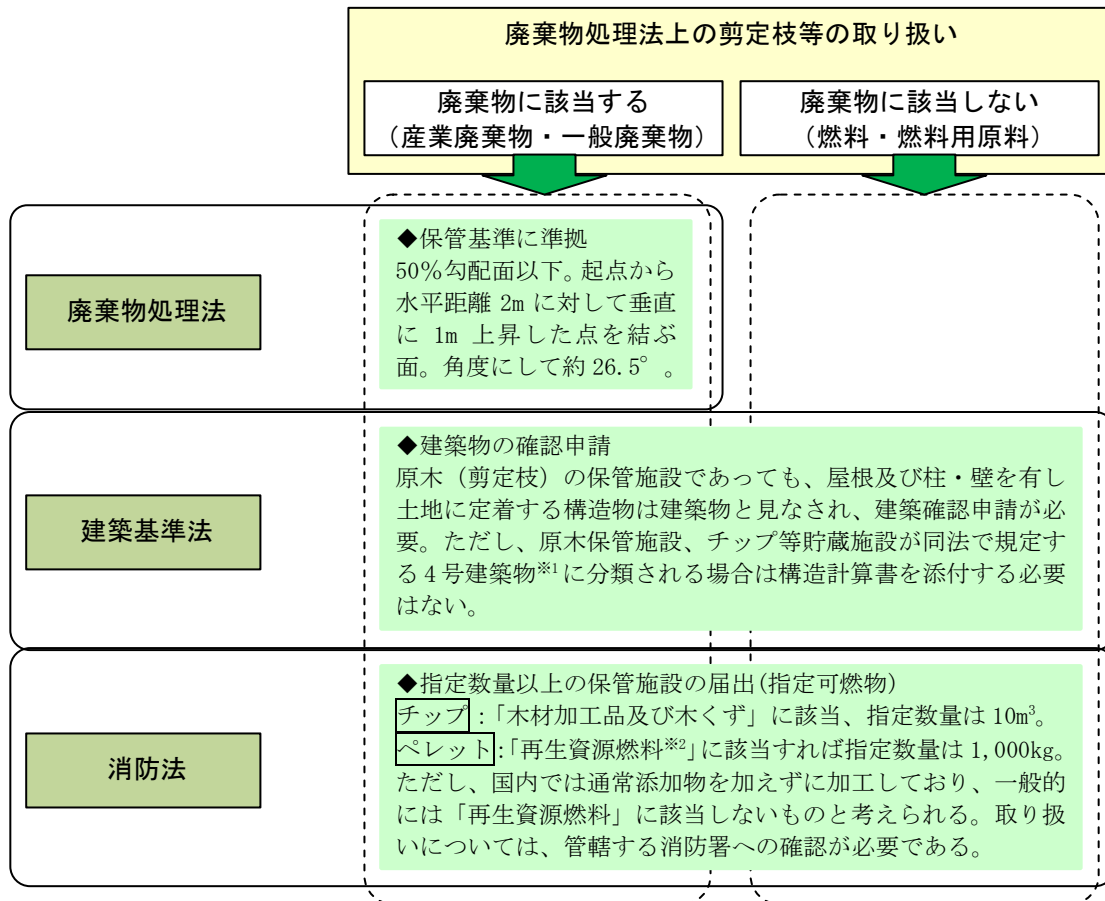 廃棄物処理法上の剪定枝等の取り扱い
廃棄物に該当する
(産業廃棄物・一般廃棄物)
廃棄物に該当しない
(燃料・燃料用原料)
廃棄物処理法
◆保管基準に準拠
50%勾配面以下。起点から
水平距離 2m に対して垂直
に 1m 上昇した点を結ぶ
面。角度にして約 26.5°。
建築基準法
◆建築物の確認申請
原木（剪定枝）の保管施設であっても、屋根及び柱・壁を有し
土地に定着する構造物は建築物と見なされ、建築確認申請が必
要。ただし、原木保管施設、チップ等貯蔵施設が同法で規定す
る４号建築物※1に分類される場合は構造計算書を添付する必要
はない。
消防法
◆指定数量以上の保管施設の届出(指定可燃物)
チップ：「木材加工品及び木くず」に該当、指定数量は 10m³。
ペレット：「再生資源燃料※2」に該当すれば指定数量は 1,000kg。
ただし、国内では通常添加物を加えずに加工しており、一般的
には「再生資源燃料」に該当しないものと考えられる。取り扱
いについては、管轄する消防署への確認が必要である。